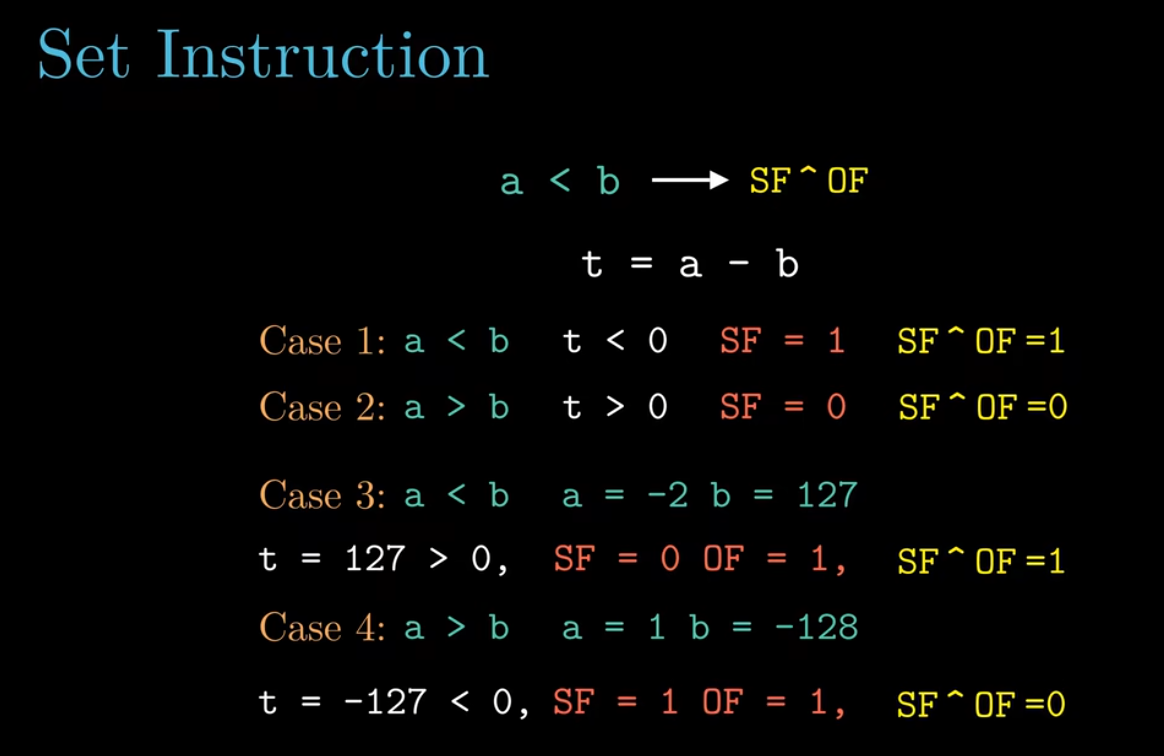 Set Instruction
a < b ⟶ SF^OF
t = a - b
Case 1: a < b t < 0 SF = 1 SF^OF=1
Case 2: a > b t > 0 SF = 0 SF^OF=0
Case 3: a < b a = -2 b = 127
t = 127 > 0, SF = 0 OF = 1, SF^OF=1
Case 4: a > b a = 1 b = -128
t = -127 < 0, SF = 1 OF = 1, SF^OF=0